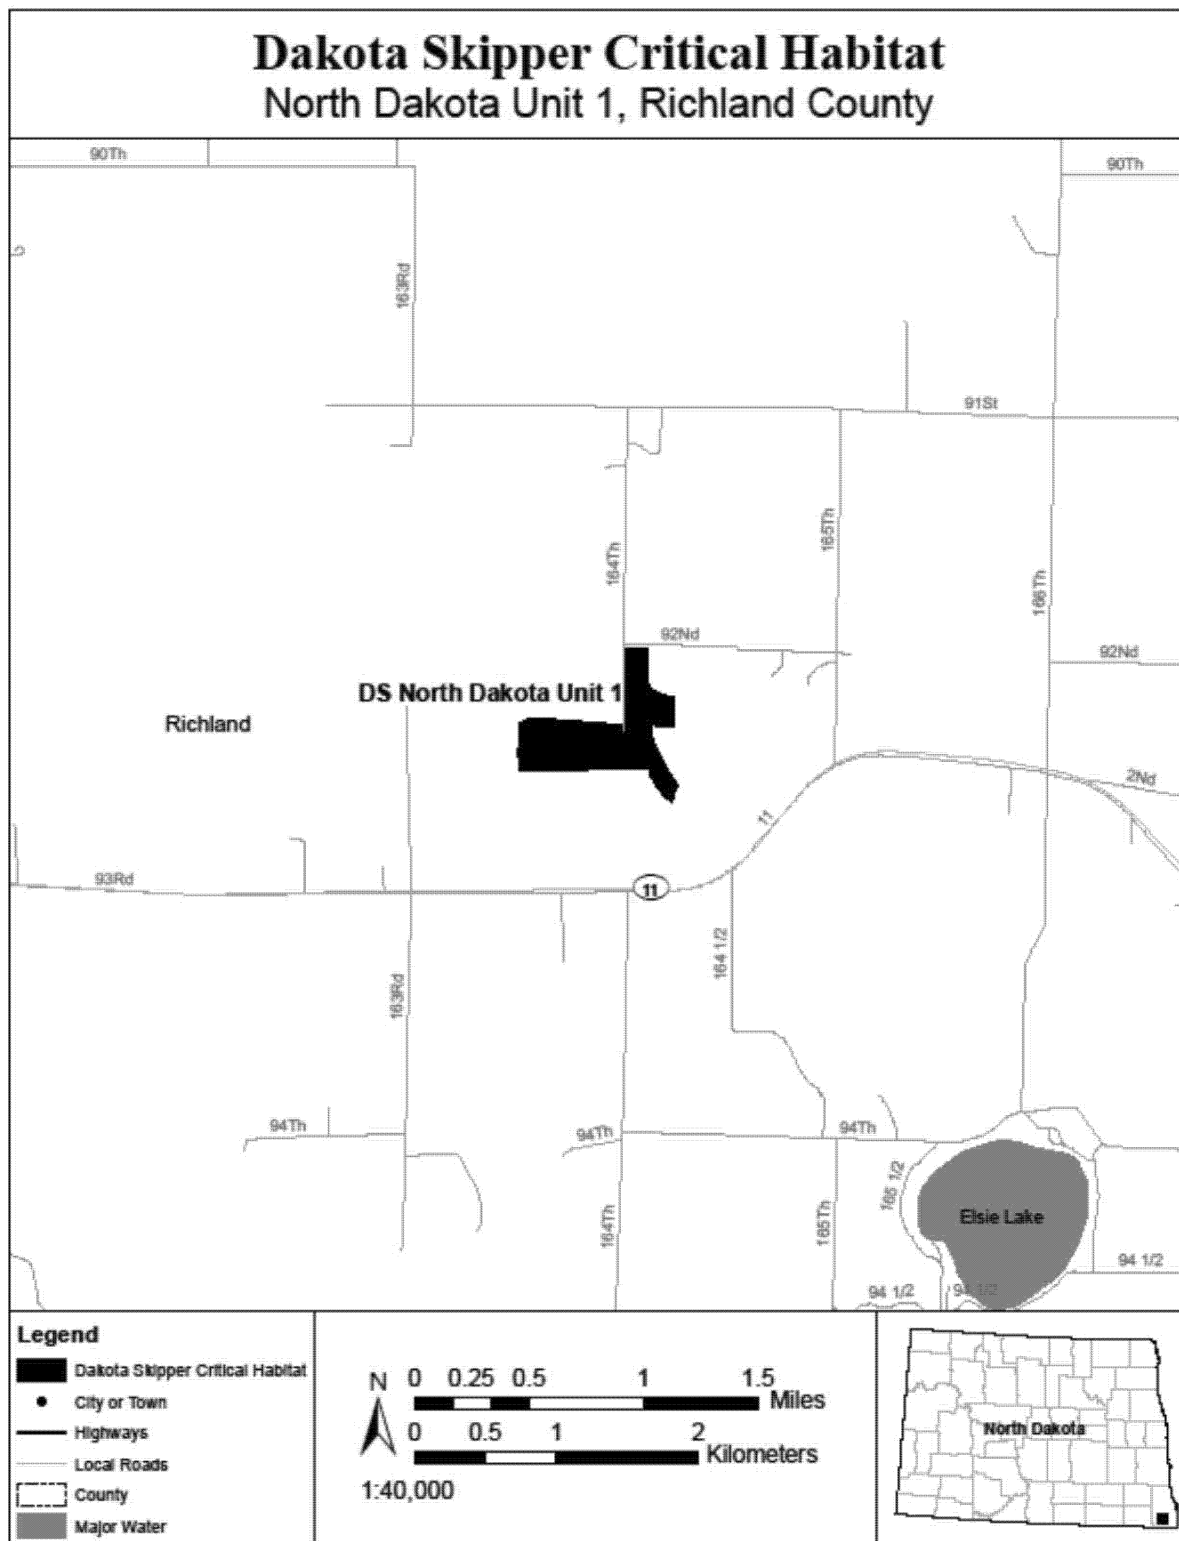 Dakota Skipper Critical Habitat
North Dakota Unit 1, Richland County
90Th
90Th
163Rd
91St
164Th
165Th
166Th
92Nd
92Nd
DS North Dakota Unit 1
Richland
2Nd
11
93Rd
11
164 1/2
163Rd
94Th
94Th
94Th
165 1/2
164Th
165Th
Elsie Lake
94 1/2
94 1/2
94 1/2
Legend
Dakota Skipper Critical Habitat
City or Town
Highways
Local Roads
County
Major Water
N
0 0.25 0.5 1 1.5
Miles
0 0.5 1 2
Kilometers
1:40,000
North Dakota